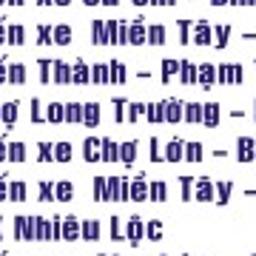 ến xe Miền Tây –
ến Thành – Phạm
ợ Long Trường –
ến xe Chợ Lớn – B
ến xe Miền Tây –
Nhiêu Lộc